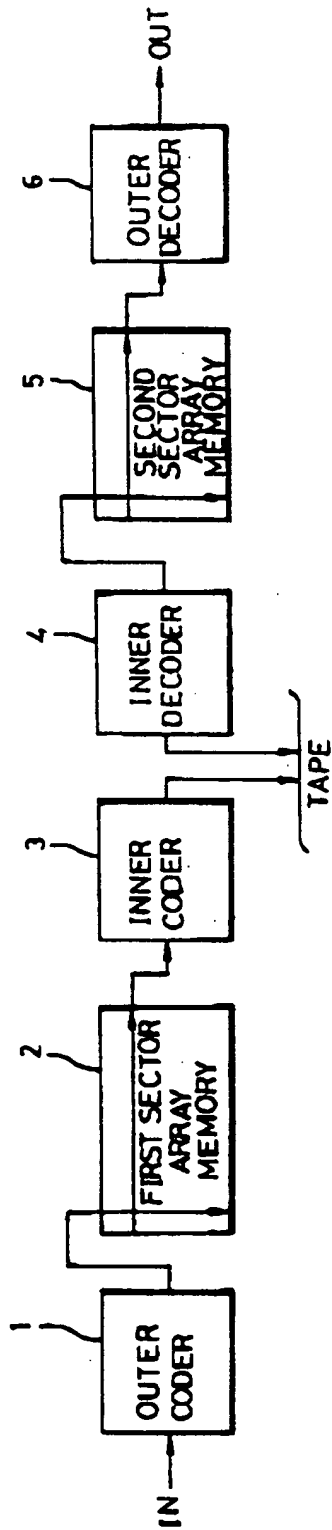 IN
1
OUTER
CODER
2
FIRST SECTOR
ARRAY
MEMORY
3
INNER
CODER
TAPE
4
INNER
DECODER
5
SECOND
SECTOR
ARRAY
MEMORY
6
OUTER
DECODER
OUT